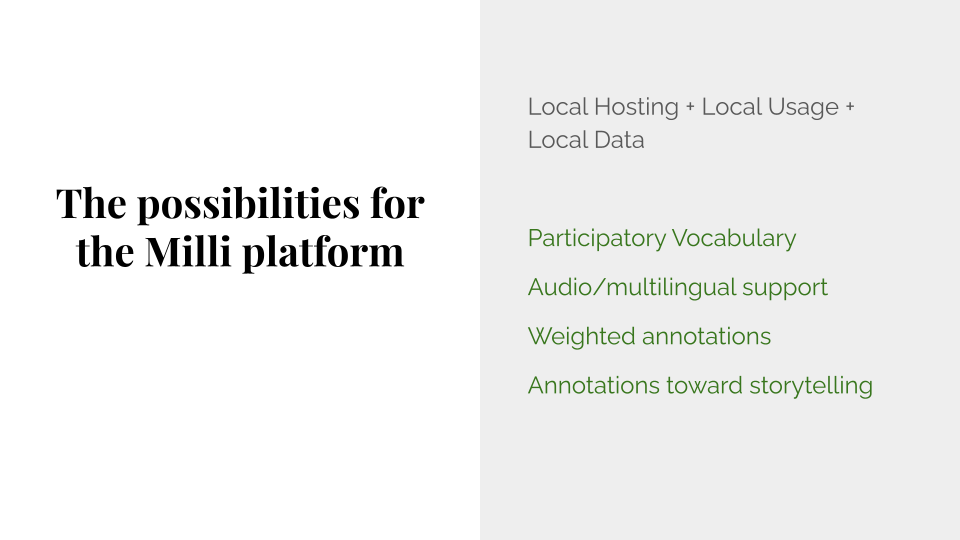 The possibilities for
the Milli platform
Local Hosting + Local Usage +
Local Data
Participatory Vocabulary
Audio/multilingual support
Weighted annotations
Annotations toward storytelling